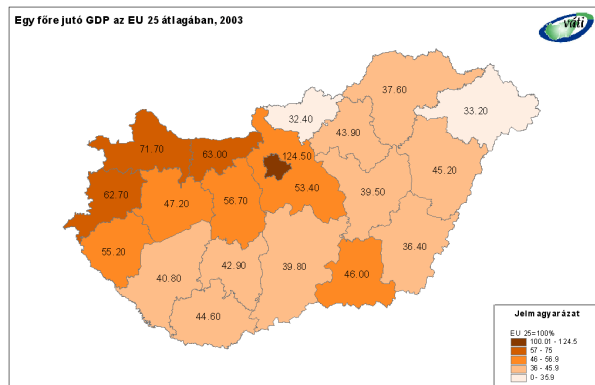 Egy főre jutó GDP az EU 25 átlagában, 2003
váti
37.60
33.20
32.40
43.90
71.70
63.00
124.50
45.20
62.70
47.20
56.70
53.40
39.50
55.20
36.40
40.80
42.90
39.80
46.00
44.60
Jelmagyarázat
EU 25=100%
100.01 - 124.5
57 - 75
46 - 56.9
36 - 45.9
0 - 35.9